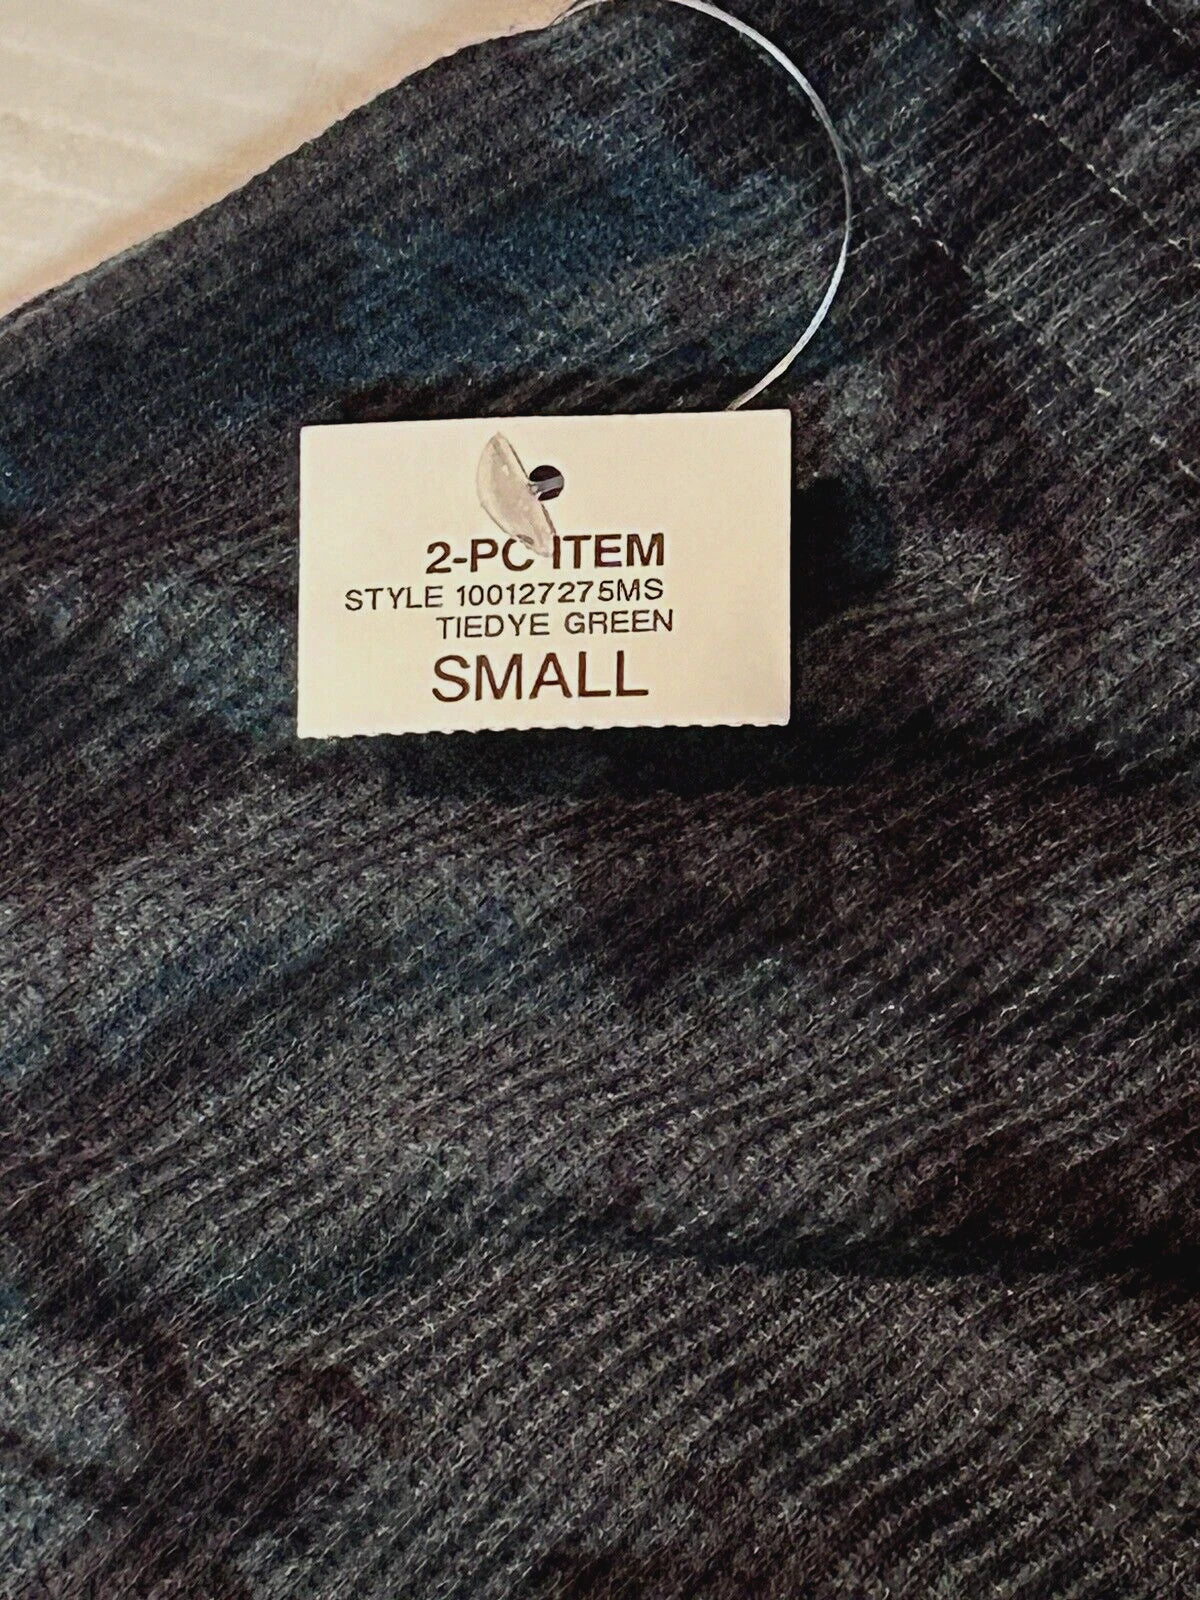 2-PC ITEM
STYLE 100127275MS
TIEDYE GREEN
SMALL